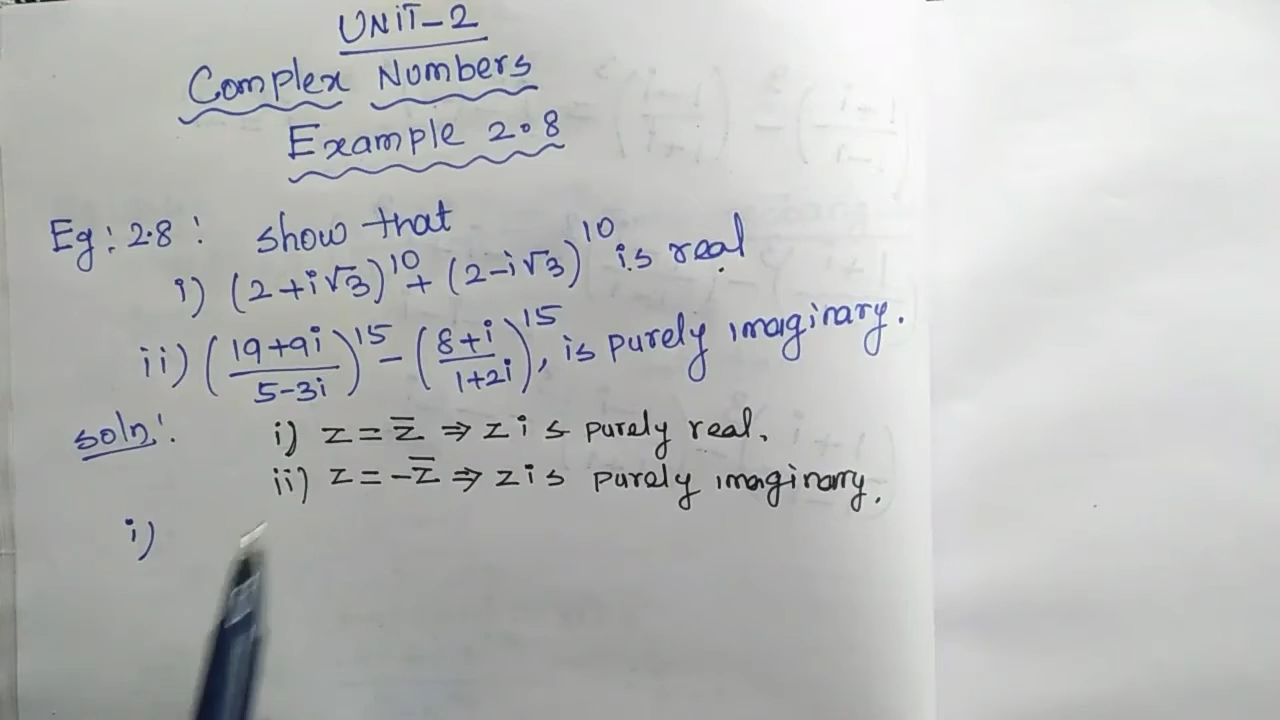 UNIT-2
Complex Numbers
Example 2.8
Eg: 2.8: show that
i) (2+i√3)^10 + (2-i√3)^10 is real
ii) ((19+9i)/(5-3i))^15 - ((8+i)/(1+2i))^15, is purely imaginary.
soln: i) z = z̅ ⇒ z is purely real.
ii) z = -z̅ ⇒ z is purely imaginary.
i)